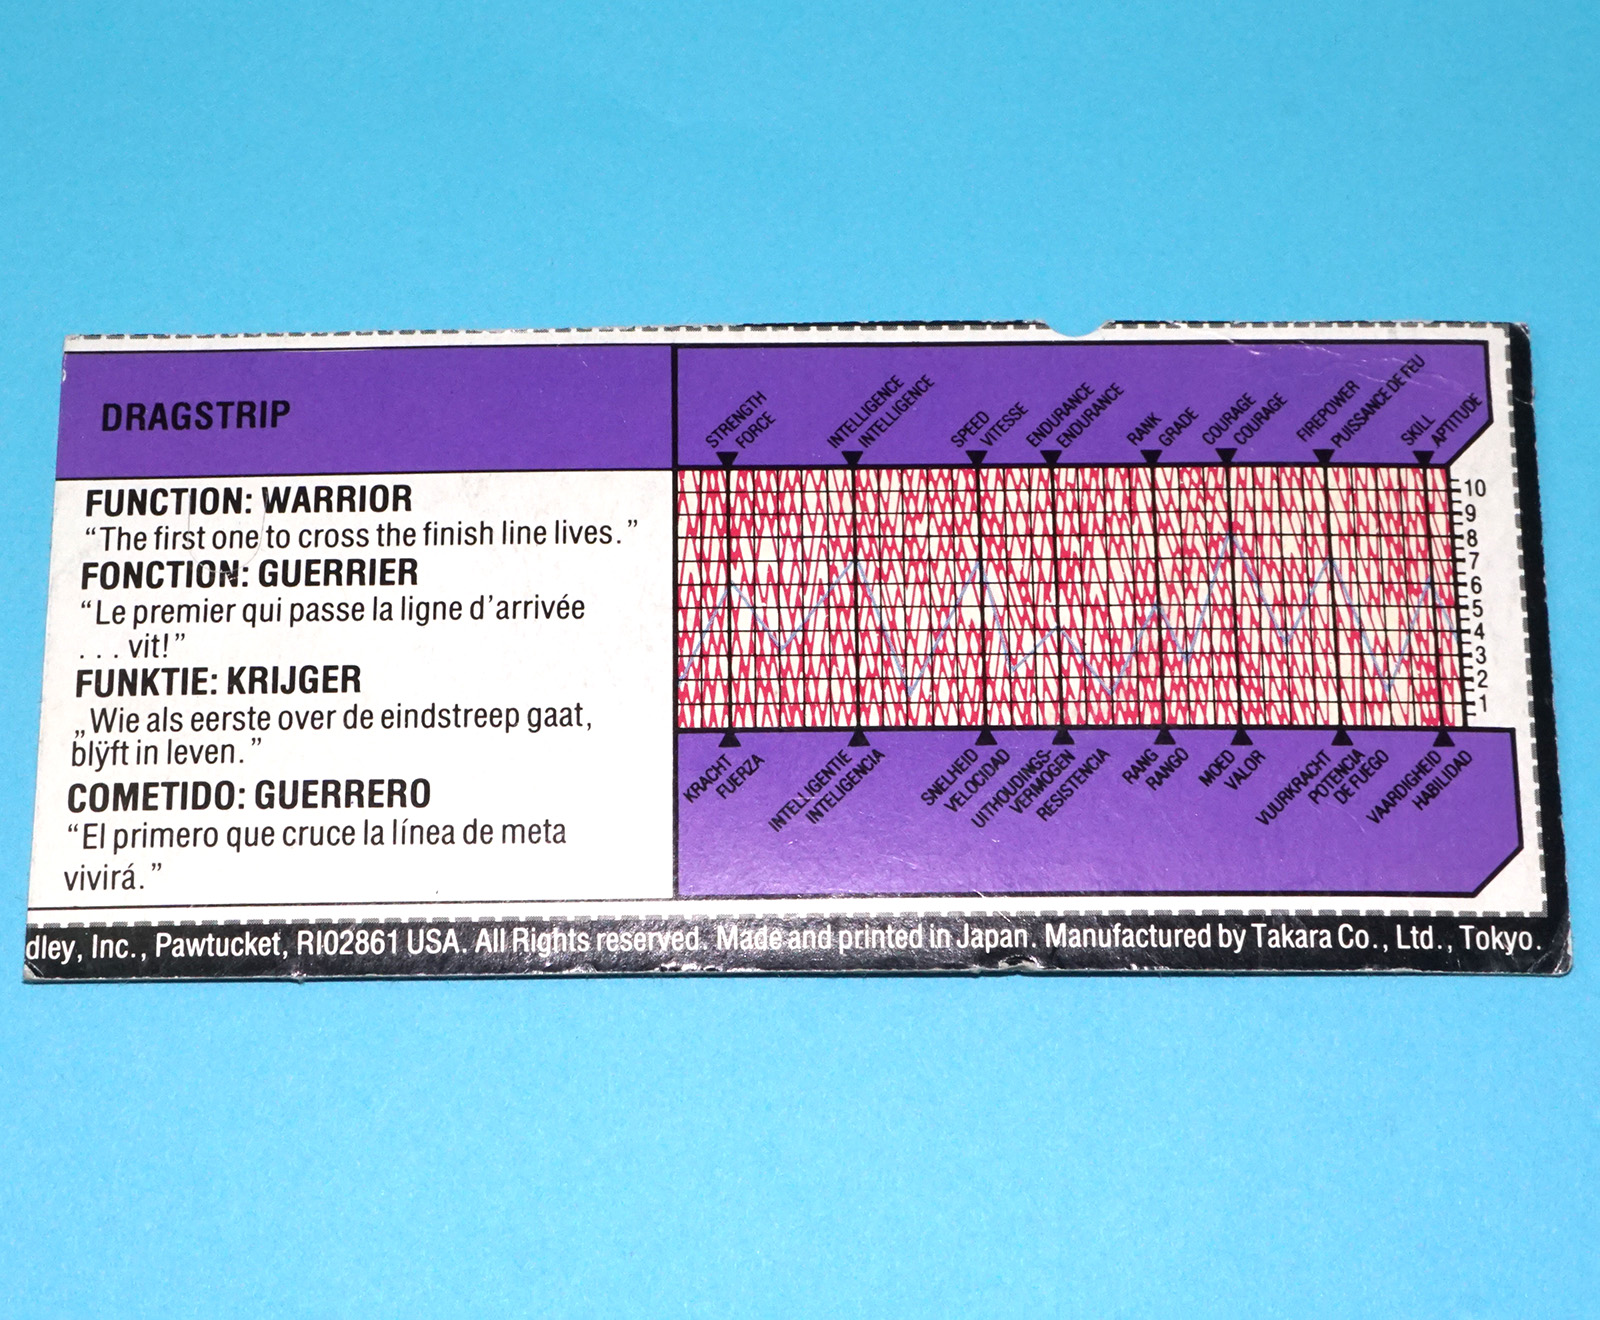 DRAGSTRIP
FUNCTION: WARRIOR
“The first one to cross the finish line lives.”
FONCTION: GUERRIER
“Le premier qui passe la ligne d’arrivée
. . . vit!”
FUNKTIE: KRIJGER
„Wie als eerste over de eindstreep gaat,
blÿft in leven.”
COMETIDO: GUERRERO
“El primero que cruce la línea de meta
vivirá.”
STRENGTH
FORCE
INTELLIGENCE
INTELLIGENCE
SPEED
VITESSE
ENDURANCE
ENDURANCE
RANK
GRADE
COURAGE
COURAGE
FIREPOWER
PUISSANCE DE FEU
SKILL
APTITUDE
10
9
8
7
6
5
4
3
2
1
KRACHT
FUERZA
INTELLIGENTIE
INTELIGENCIA
SNELHEID
VELOCIDAD
UITHOUDINGS-
VERMOGEN
RESISTENCIA
RANG
RANGO
MOED
VALOR
VUURKRACHT
POTENCIA
DE FUEGO
VAARDIGHEID
HABILIDAD
dley, Inc., Pawtucket, RI02861 USA. All Rights reserved. Made and printed in Japan. Manufactured by Takara Co., Ltd., Tokyo.